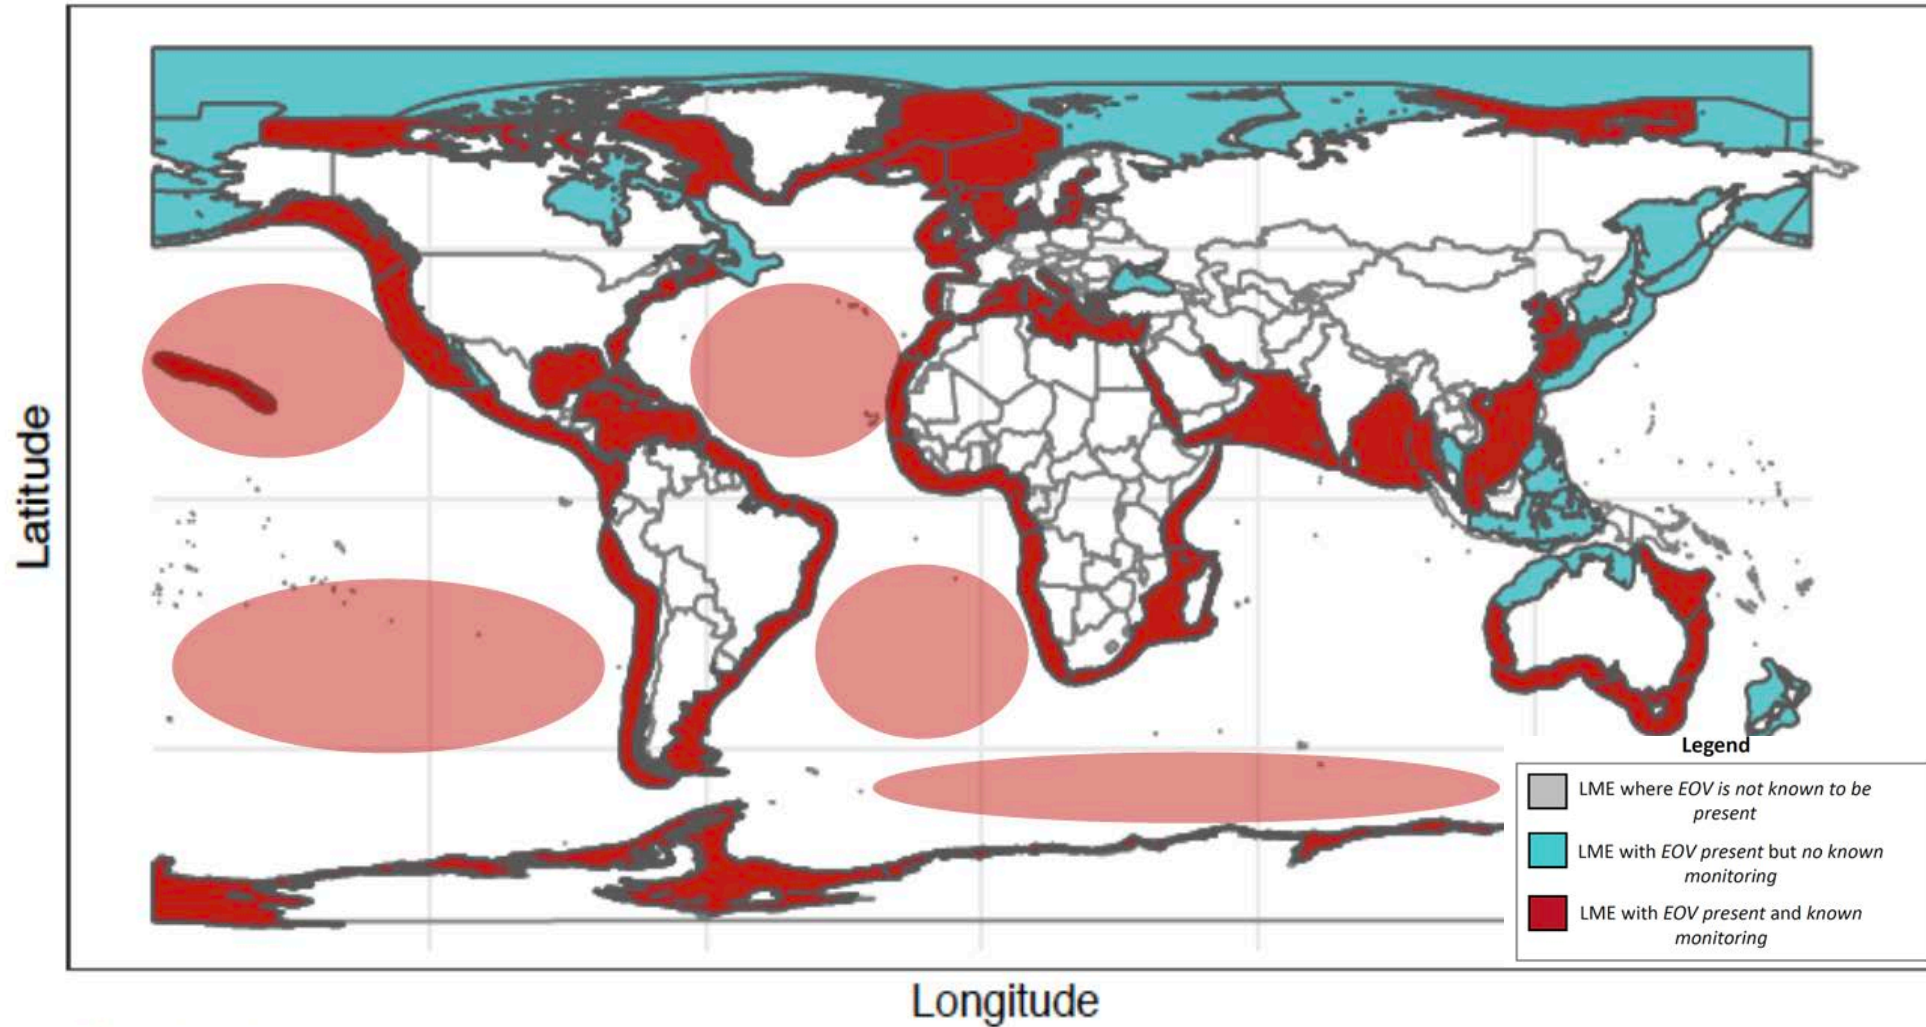 Latitude
Legend
LME where EOV is not known to be
present
LME with EOV present but no known
monitoring
LME with EOV present and known
monitoring
Longitude